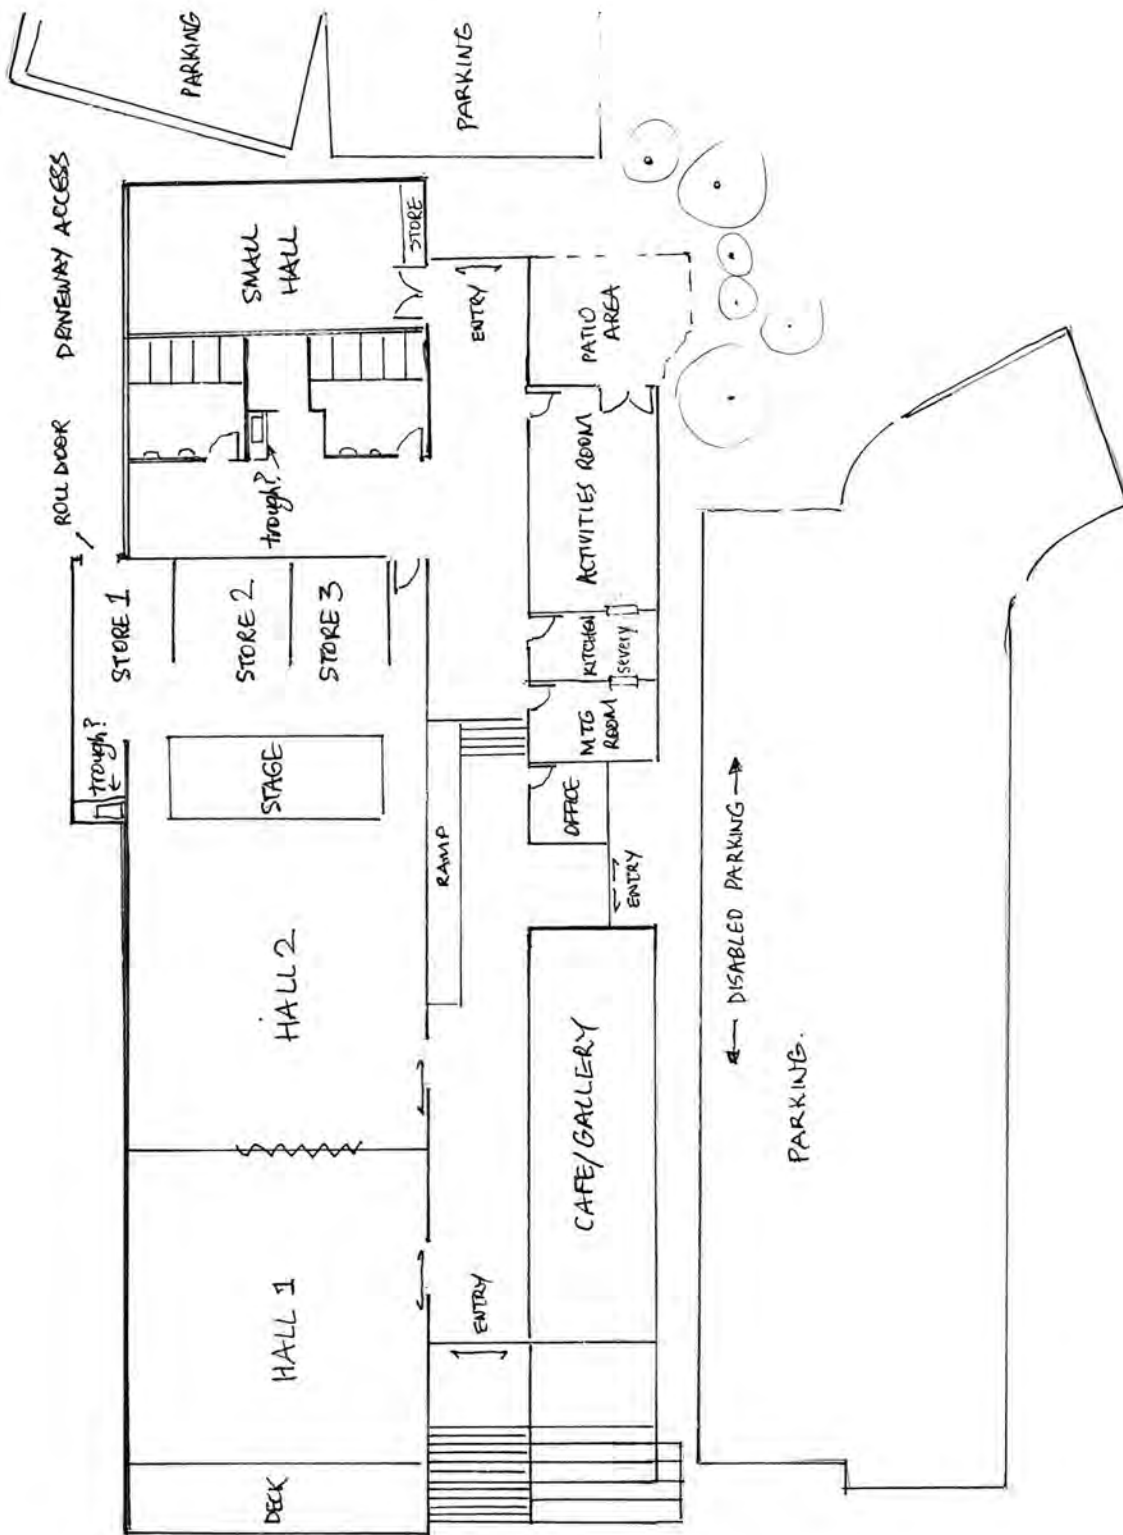 PARKING
PARKING
DRIVEWAY ACCESS
ROLL DOOR
SMALL
HALL
STORE
ENTRY
PATIO
AREA
trough?
ACTIVITIES ROOM
STORE 1
STORE 2
STORE 3
KITCHEN
severy
MTG
ROOM
trough?
STAGE
OFFICE
RAMP
ENTRY
HALL 2
DISABLED PARKING
CAFE/GALLERY
PARKING.
HALL 1
ENTRY
DECK